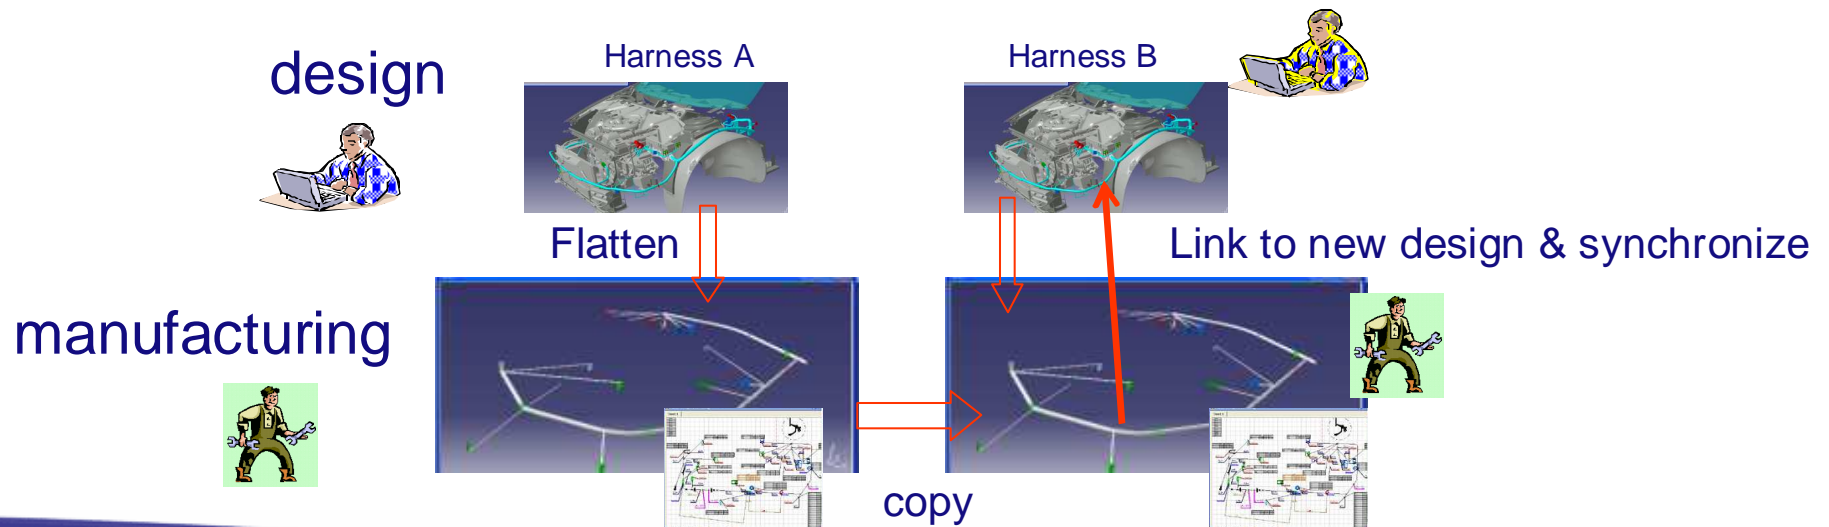 design
Harness A
Harness B
Flatten
Link to new design & synchronize
manufacturing
copy